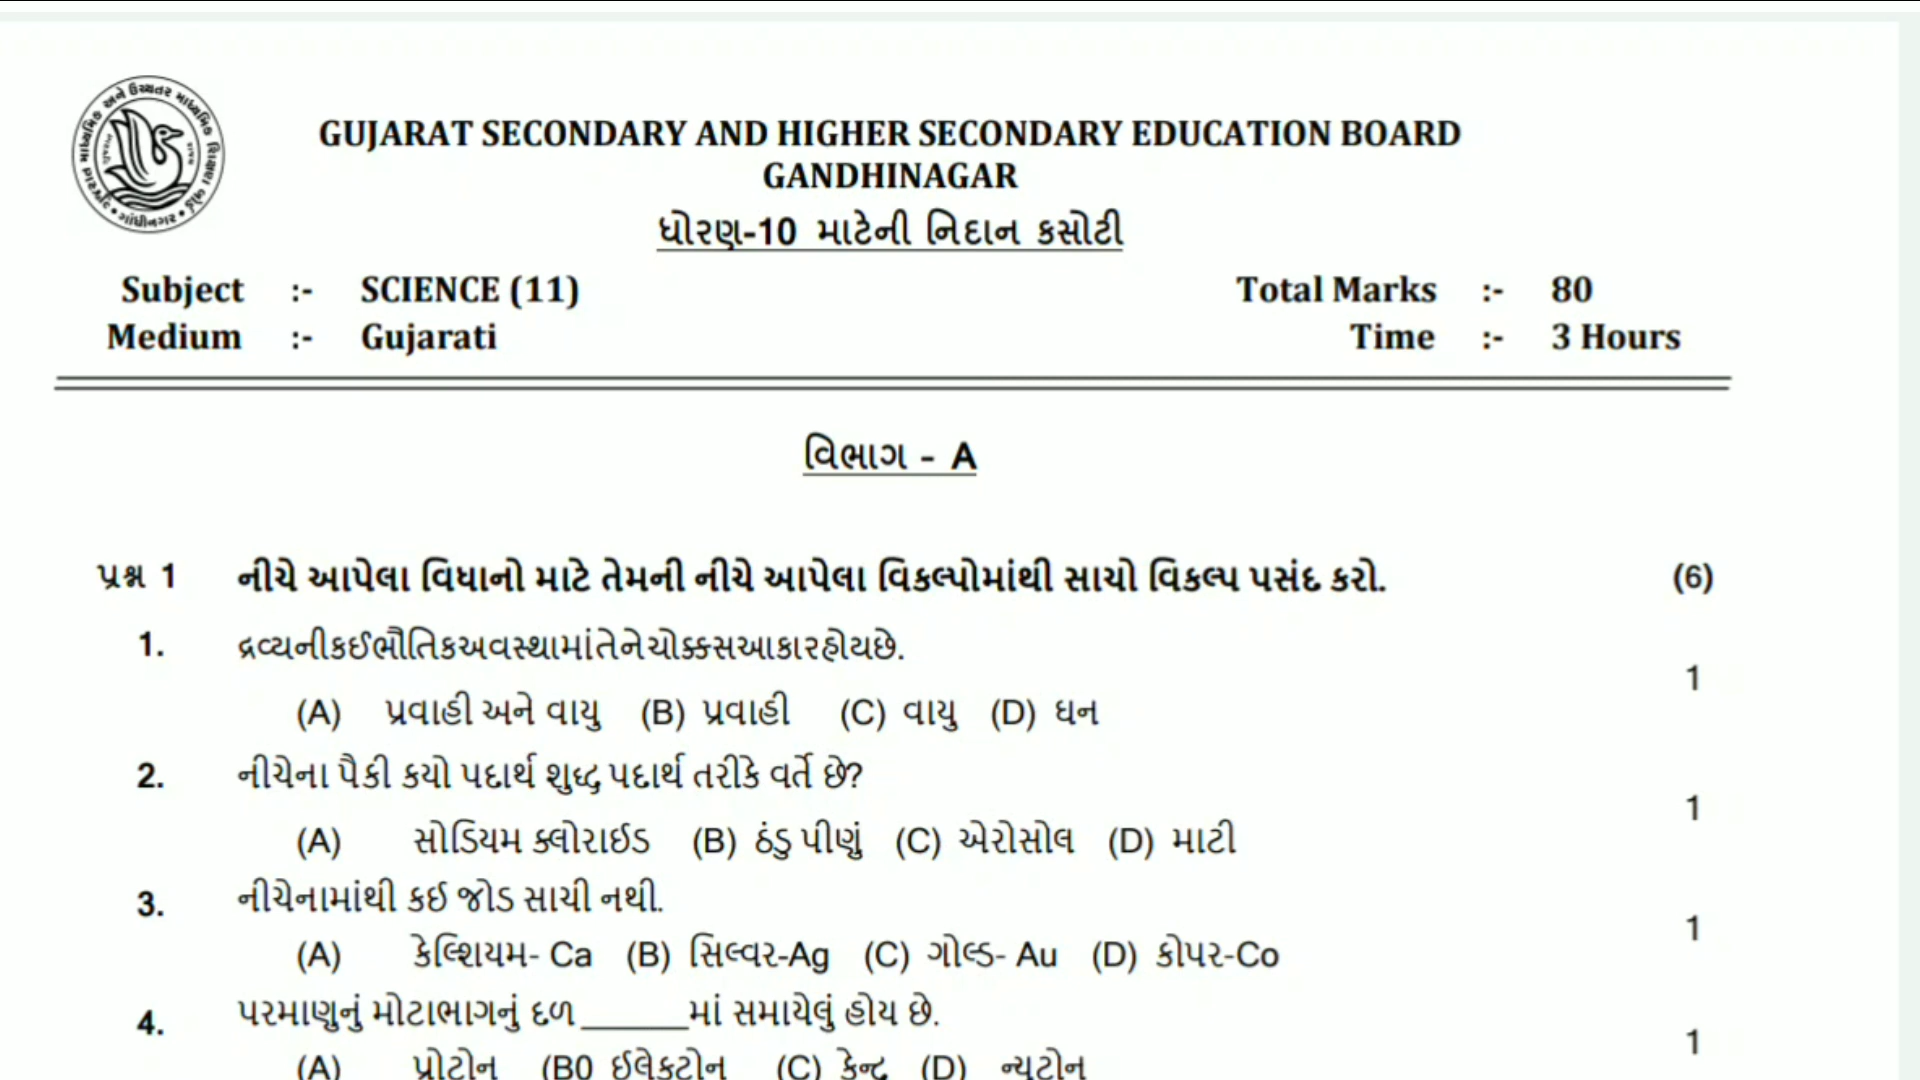 GUJARAT SECONDARY AND HIGHER SECONDARY EDUCATION BOARD
GANDHINAGAR
ધોરણ-10 માટેની નિદાન કસોટી
Subject :- SCIENCE (11) Total Marks :- 80
Medium :- Gujarati Time :- 3 Hours
વિભાગ - A
પ્રશ્ન 1 નીચે આપેલા વિધાનો માટે તેમની નીચે આપેલા વિકલ્પોમાંથી સાચો વિકલ્પ પસંદ કરો. (6)
1. દ્રવ્યનીકઈભૌતિકઅવસ્થામાંતેનેચોક્કસઆકારહોયછે. 1
(A) પ્રવાહી અને વાયુ (B) પ્રવાહી (C) વાયુ (D) ઘન
2. નીચેના પૈકી કયો પદાર્થ શુદ્ધ પદાર્થ તરીકે વર્તે છે? 1
(A) સોડિયમ ક્લોરાઈડ (B) ઠંડુ પીણું (C) એરોસોલ (D) માટી
3. નીચેનામાંથી કઈ જોડ સાચી નથી. 1
(A) કેલ્શિયમ- Ca (B) સિલ્વર-Ag (C) ગોલ્ડ- Au (D) કોપર-Co
4. પરમાણુનું મોટાભાગનું દળ ______માં સમાયેલું હોય છે. 1
(A) પ્રોટોન (B0 ઈલેકટોન (C) કેન્દ્ર (D) ન્યુટોન